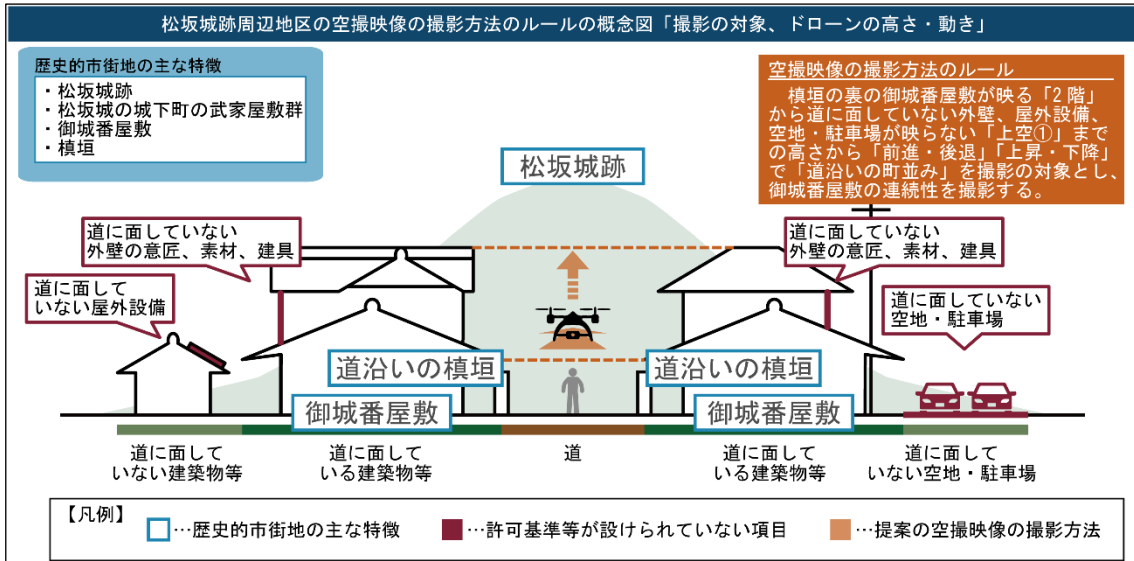 松坂城跡周辺地区の空撮映像の撮影方法のルールの概念図「撮影の対象、ドローンの高さ・動き」
歴史的市街地の主な特徴
・松坂城跡
・松坂城の城下町の武家屋敷群
・御城番屋敷
・槙垣
空撮映像の撮影方法のルール
槙垣の裏の御城番屋敷が映る「2階」
から道に面していない外壁、屋外設備、
空地・駐車場が映らない「上空①」まで
の高さから「前進・後退」「上昇・下降」
で「道沿いの町並み」を撮影の対象とし、
御城番屋敷の連続性を撮影する。
松坂城跡
道に面していない
外壁の意匠、素材、建具
道に面していない
外壁の意匠、素材、建具
道に面して
いない屋外設備
道に面していない
空地・駐車場
道沿いの槙垣
道沿いの槙垣
御城番屋敷
御城番屋敷
道に面して
いない建築物等
道に面して
いる建築物等
道
道に面して
いる建築物等
道に面して
いない空地・駐車場
【凡例】
…歴史的市街地の主な特徴
…許可基準等が設けられていない項目
…提案の空撮映像の撮影方法